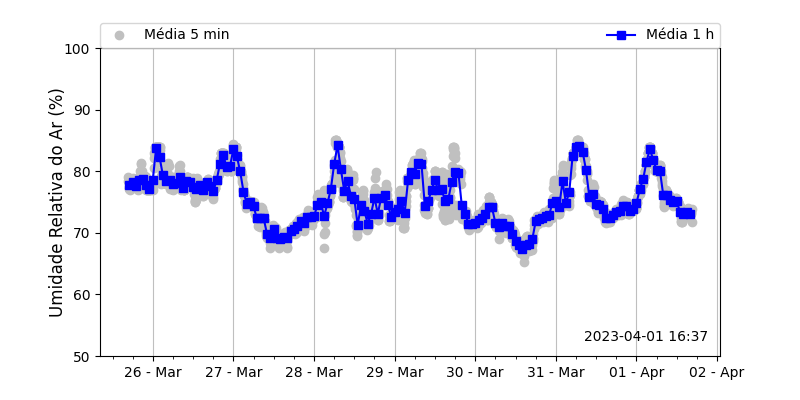 Média 5 min Média 1 h
Umidade Relativa do Ar (%)
100
90
80
70
60
50
2023-04-01 16:37
26 - Mar 27 - Mar 28 - Mar 29 - Mar 30 - Mar 31 - Mar 01 - Apr 02 - Apr